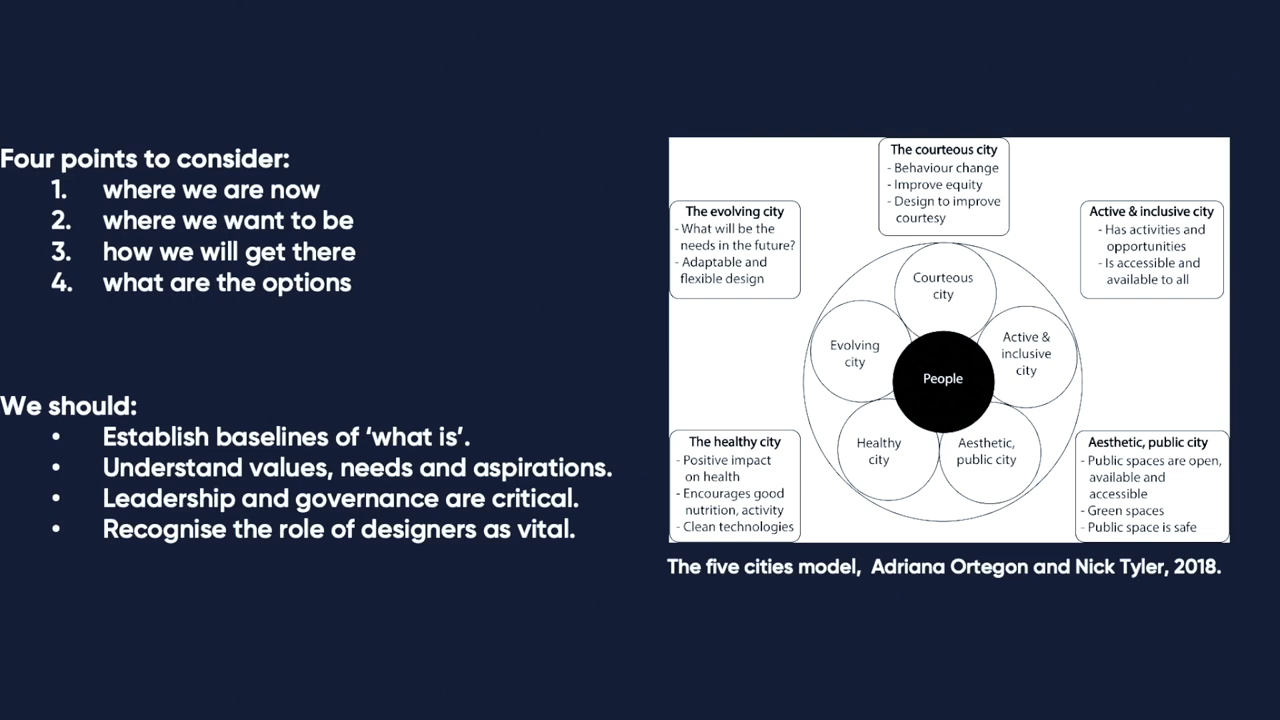 Four points to consider:
1. where we are now
2. where we want to be
3. how we will get there
4. what are the options
We should:
• Establish baselines of ‘what is’.
• Understand values, needs and aspirations.
• Leadership and governance are critical.
• Recognise the role of designers as vital.
The courteous city
- Behaviour change
- Improve equity
- Design to improve
courtesy
The evolving city
- What will be the
needs in the future?
- Adaptable and
flexible design
Active & inclusive city
- Has activities and
opportunities
- Is accessible and
available to all
Courteous
city
Evolving
city
Active &
inclusive
city
People
Healthy
city
Aesthetic,
public city
The healthy city
- Positive impact
on health
- Encourages good
nutrition, activity
- Clean technologies
Aesthetic, public city
- Public spaces are open,
available and
accessible
- Green spaces
- Public space is safe
The five cities model, Adriana Ortegon and Nick Tyler, 2018.